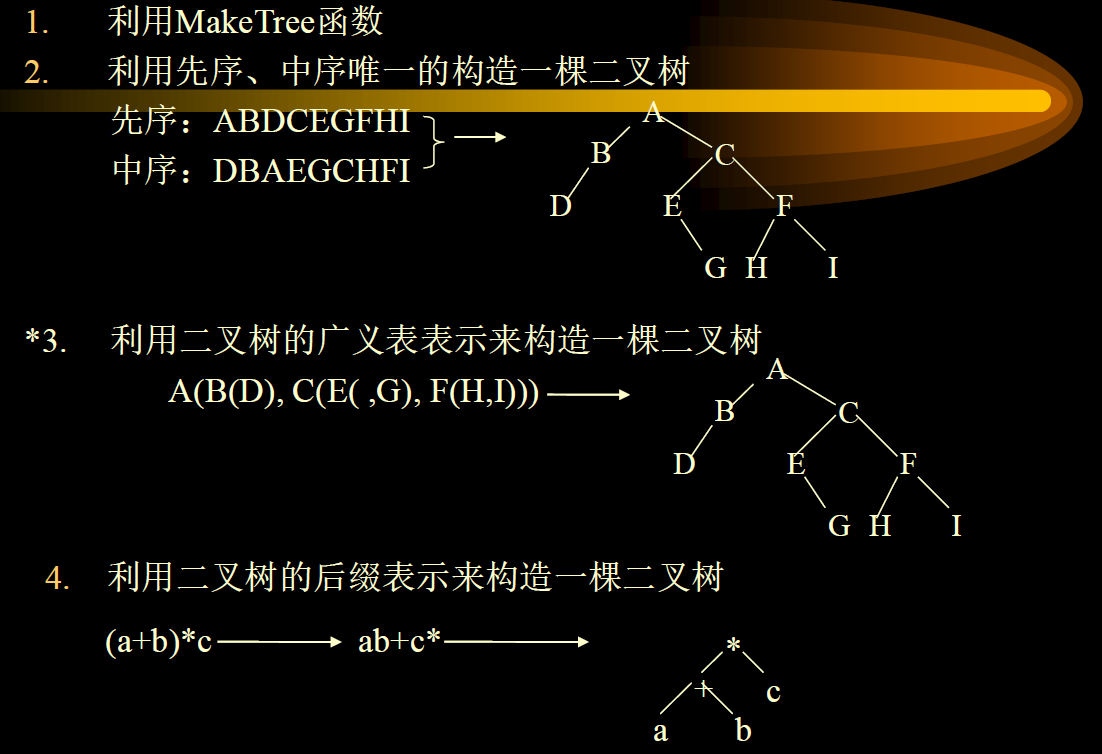 1. 利用MakeTree函数
2. 利用先序、中序唯一的构造一棵二叉树
先序：ABDCEGFHI
中序：DBAEGCHFI
A
B C
D E F
G H I
*3. 利用二叉树的广义表表示来构造一棵二叉树
A(B(D), C(E( ,G), F(H,I)))
A
B C
D E F
G H I
4. 利用二叉树的后缀表示来构造一棵二叉树
(a+b)*c ab+c*
*
+ c
a b